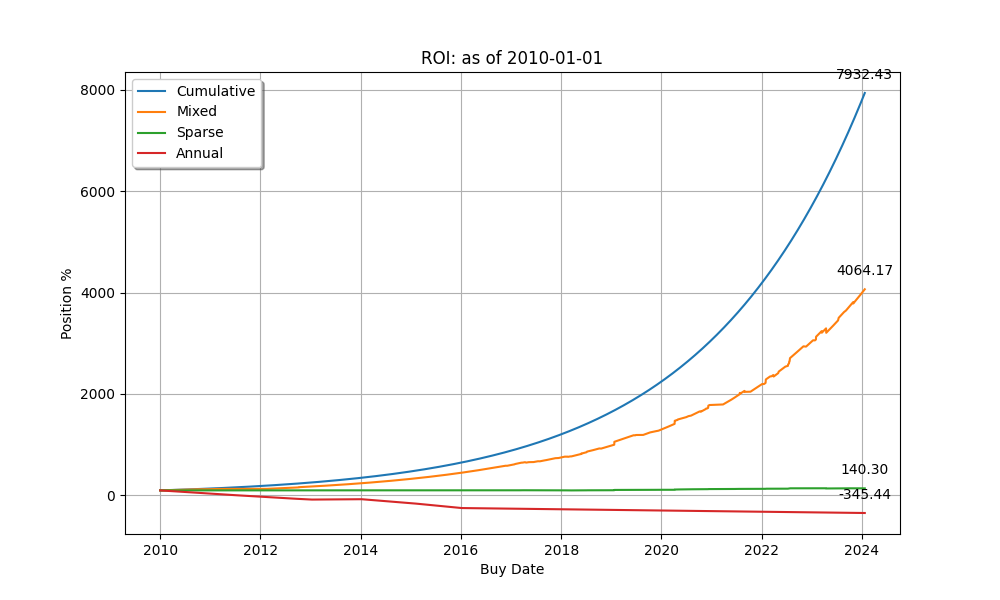 ROI: as of 2010-01-01
Cumulative
Mixed
Sparse
Annual
7932.43
4064.17
140.30
-345.44
8000
6000
4000
2000
0
Position %
2010 2012 2014 2016 2018 2020 2022 2024
Buy Date